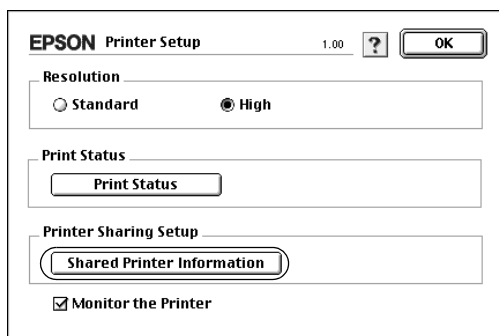 EPSON Printer Setup 1.00 ? OK
Resolution
Standard High
Print Status
Print Status
Printer Sharing Setup
Shared Printer Information
Monitor the Printer